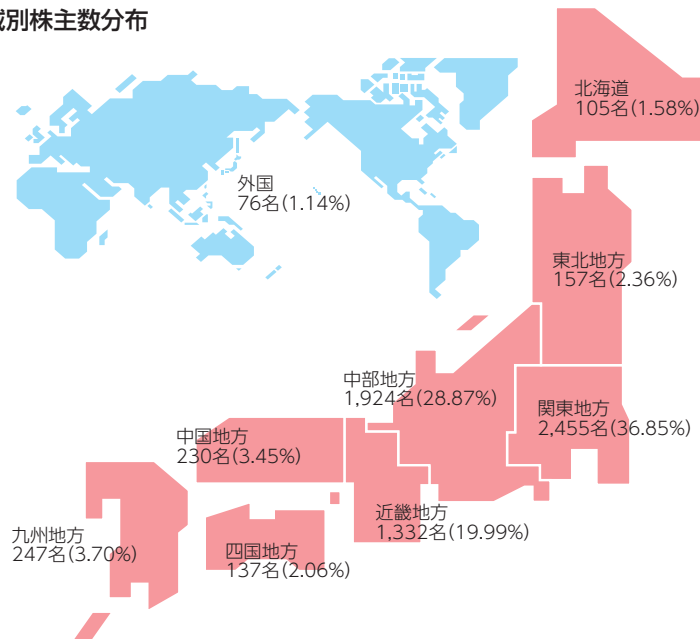 域別株主数分布
北海道
105名(1.58%)
外国
76名(1.14%)
東北地方
157名(2.36%)
中部地方
1,924名(28.87%)
関東地方
2,455名(36.85%)
中国地方
230名(3.45%)
近畿地方
1,332名(19.99%)
九州地方
247名(3.70%)
四国地方
137名(2.06%)